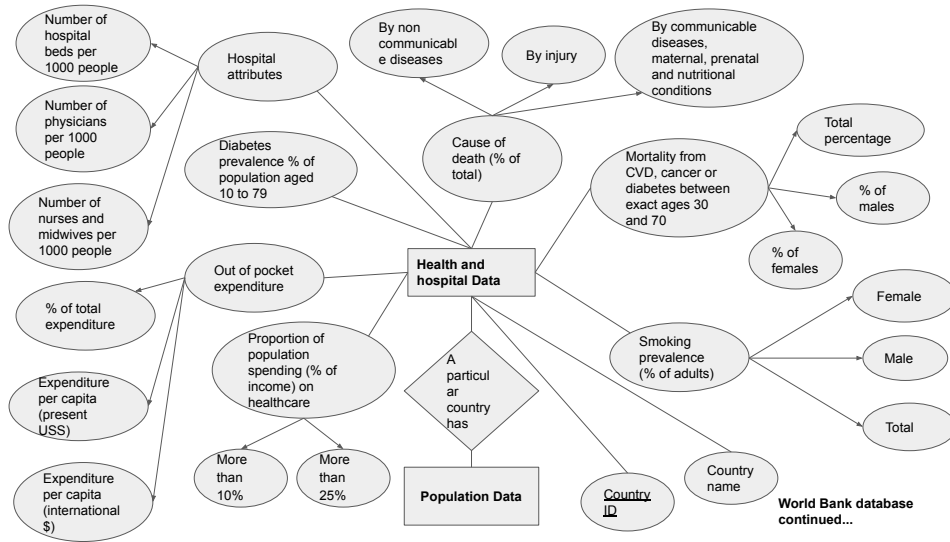 Number of
hospital
beds per
1000 people
Hospital
attributes
By non
communicabl
e diseases
By injury
By communicable
diseases,
maternal, prenatal
and nutritional
conditions
Number of
physicians
per 1000
people
Diabetes
prevalence % of
population aged
10 to 79
Cause of
death (% of
total)
Mortality from
CVD, cancer or
diabetes between
exact ages 30
and 70
Total
percentage
% of
males
% of
females
Number of
nurses and
midwives per
1000 people
Out of pocket
expenditure
Health and
hospital Data
% of total
expenditure
Proportion of
population
spending (% of
income) on
healthcare
A
particul
ar
country
has
Smoking
prevalence
(% of adults)
Female
Male
Total
Expenditure
per capita
(present
USS)
Expenditure
per capita
(international
$)
More
than
10%
More
than
25%
Population Data
Country
ID
Country
name
World Bank database
continued...